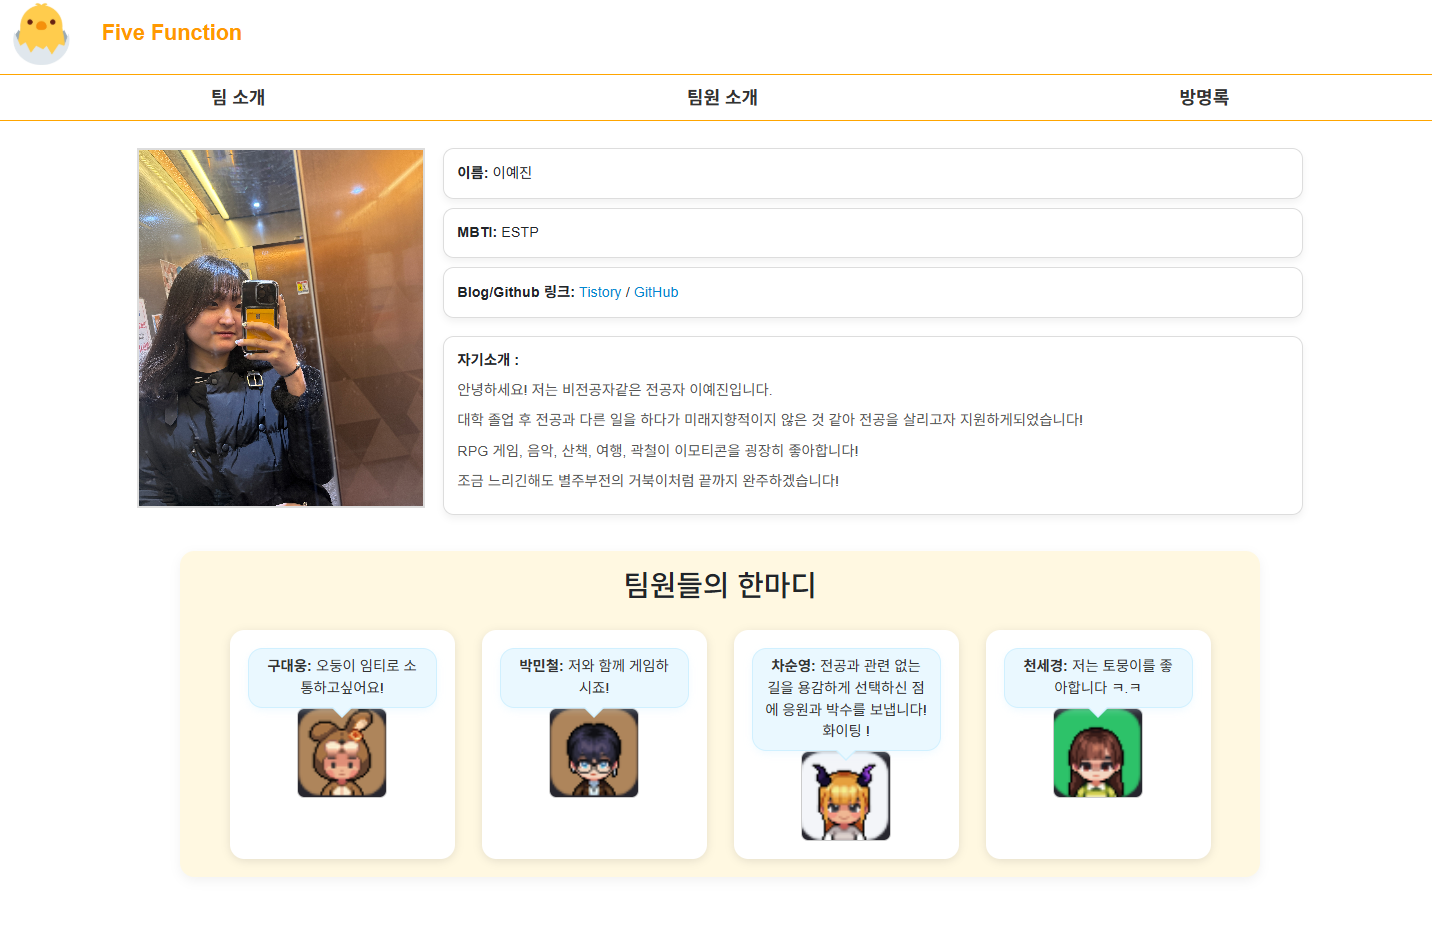 Five Function
팀 소개
팀원 소개
방명록
이름: 이예진
MBTI: ESTP
Blog/Github 링크: Tistory / GitHub
자기소개 :
안녕하세요! 저는 비전공자같은 전공자 이예진입니다.
대학 졸업 후 전공과 다른 일을 하다가 미래지향적이지 않은 것 같아 전공을 살리고자 지원하게되었습니다!
RPG 게임, 음악, 산책, 여행, 곽철이 이모티콘을 굉장히 좋아합니다!
조금 느리긴해도 별주부전의 거북이처럼 끝까지 완주하겠습니다!
팀원들의 한마디
구대웅: 오둥이 임티로 소
통하고싶어요!
박민철: 저와 함께 게임하
시죠!
차순영: 전공과 관련 없는
길을 용감하게 선택하신 점
에 응원과 박수를 보냅니다!
화이팅 !
천세경: 저는 토뭉이를 좋
아합니다 ㅋ.ㅋ